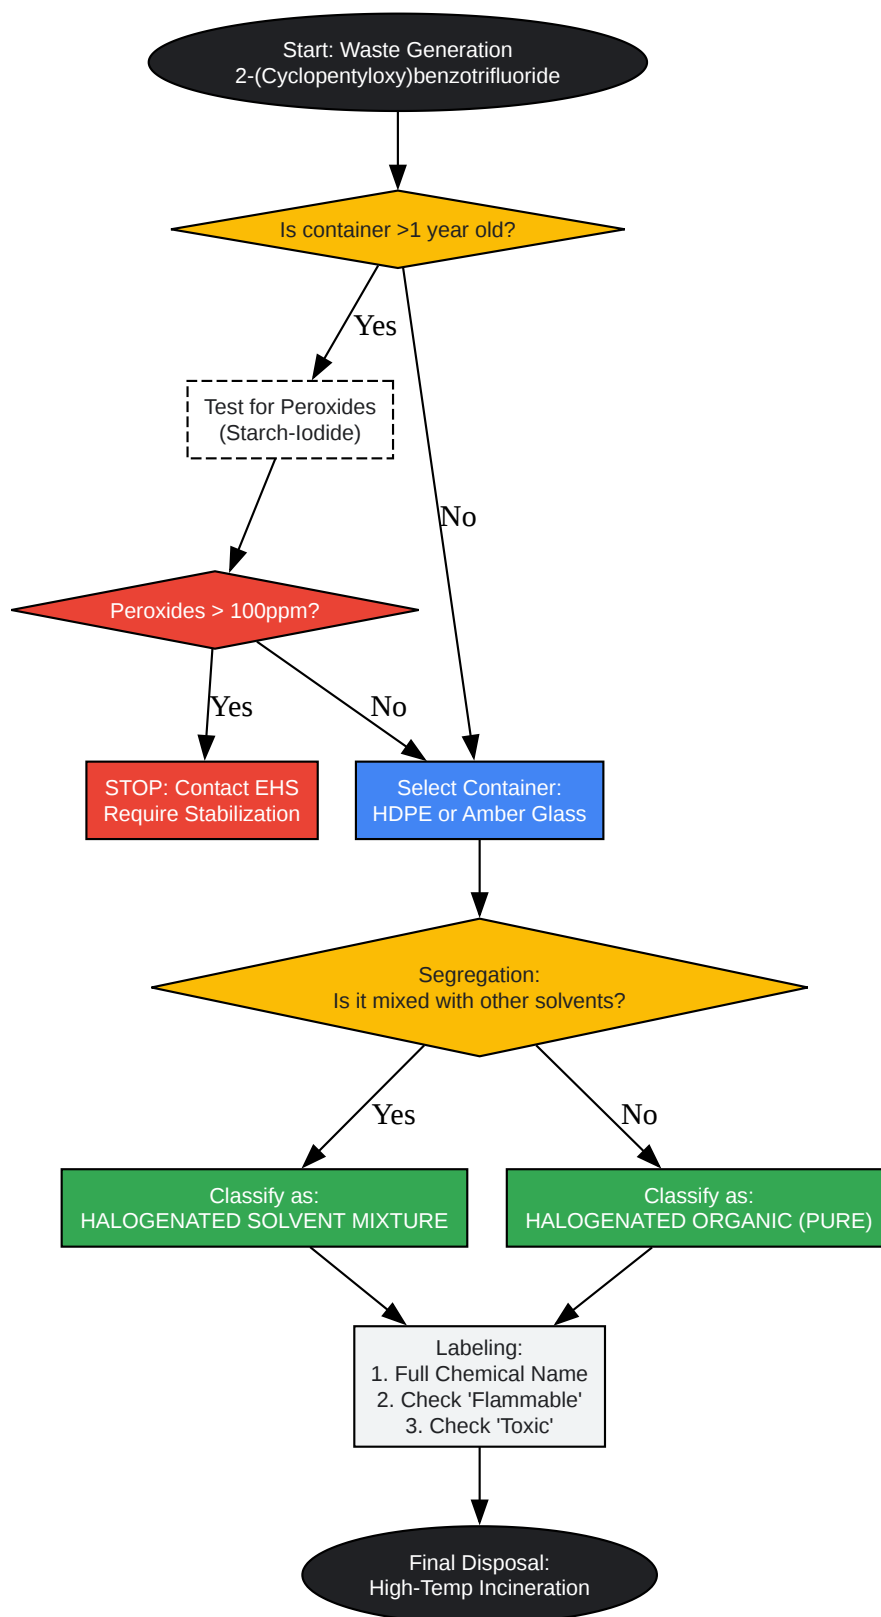 Start: Waste Generation
2-(Cyclopentyloxy)benzotrifluoride
Is container >1 year old?
Yes
Test for Peroxides
(Starch-Iodide)
No
Peroxides > 100ppm?
Yes
No
STOP: Contact EHS
Require Stabilization
Select Container:
HDPE or Amber Glass
Segregation:
Is it mixed with other solvents?
Yes
No
Classify as:
HALOGENATED SOLVENT MIXTURE
Classify as:
HALOGENATED ORGANIC (PURE)
Labeling:
1. Full Chemical Name
2. Check 'Flammable'
3. Check 'Toxic'
Final Disposal:
High-Temp Incineration